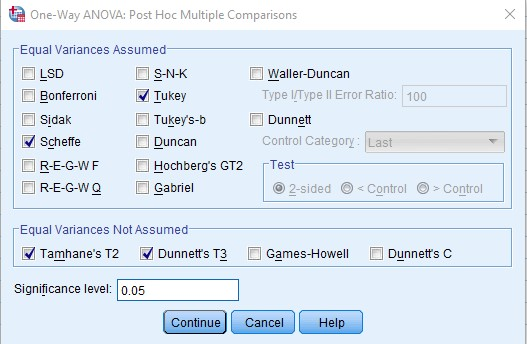 One-Way ANOVA: Post Hoc Multiple Comparisons
Equal Variances Assumed
LSD S-N-K Waller-Duncan
Bonferroni Tukey Type I/Type II Error Ratio: 100
Sidak Tukey's-b Dunnett
Scheffe Duncan Control Category : Last
R-E-G-W F Hochberg's GT2 Test
R-E-G-W Q Gabriel 2-sided < Control > Control
Equal Variances Not Assumed
Tamhane's T2 Dunnett's T3 Games-Howell Dunnett's C
Significance level: 0.05
Continue Cancel Help